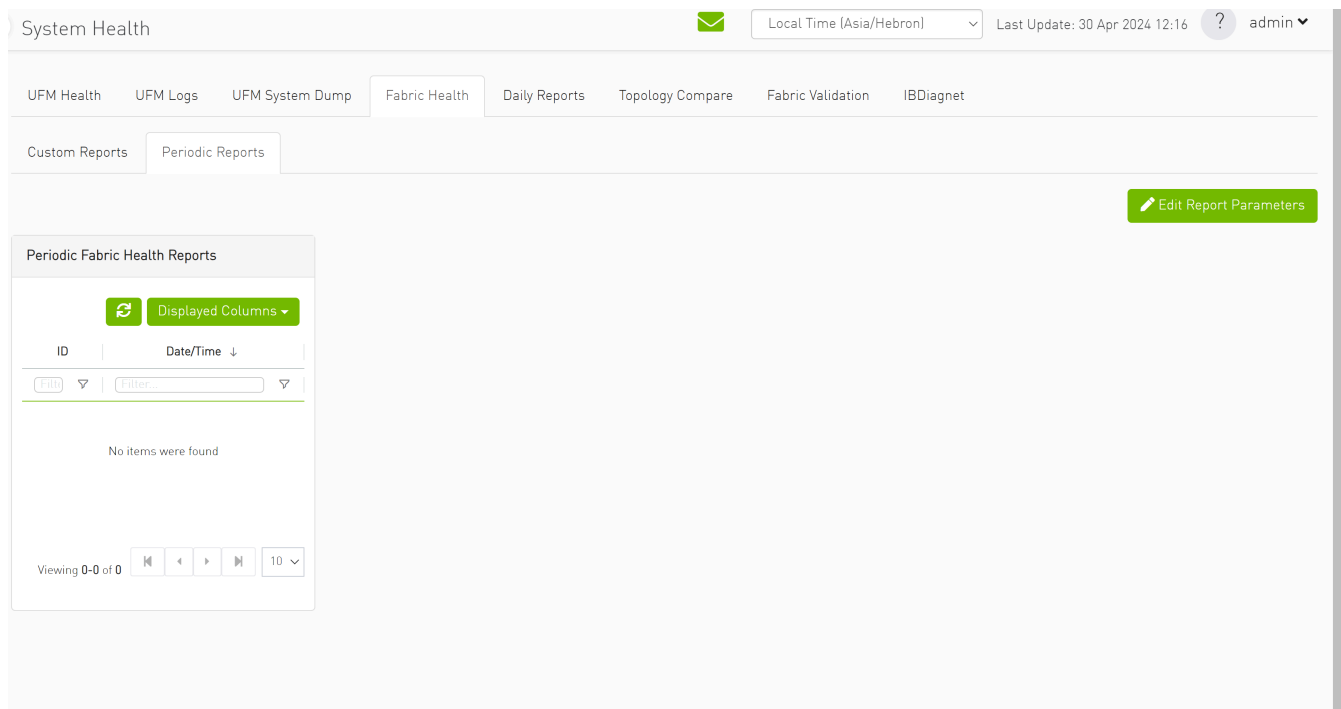 System Health
Local Time (Asia/Hebron)
Last Update: 30 Apr 2024 12:16
?
admin
UFM Health
UFM Logs
UFM System Dump
Fabric Health
Daily Reports
Topology Compare
Fabric Validation
IBDiagnet
Custom Reports
Periodic Reports
Edit Report Parameters
Periodic Fabric Health Reports
Displayed Columns
ID
Date/Time ↓
Filte
Filter...
No items were found
Viewing 0-0 of 0
10